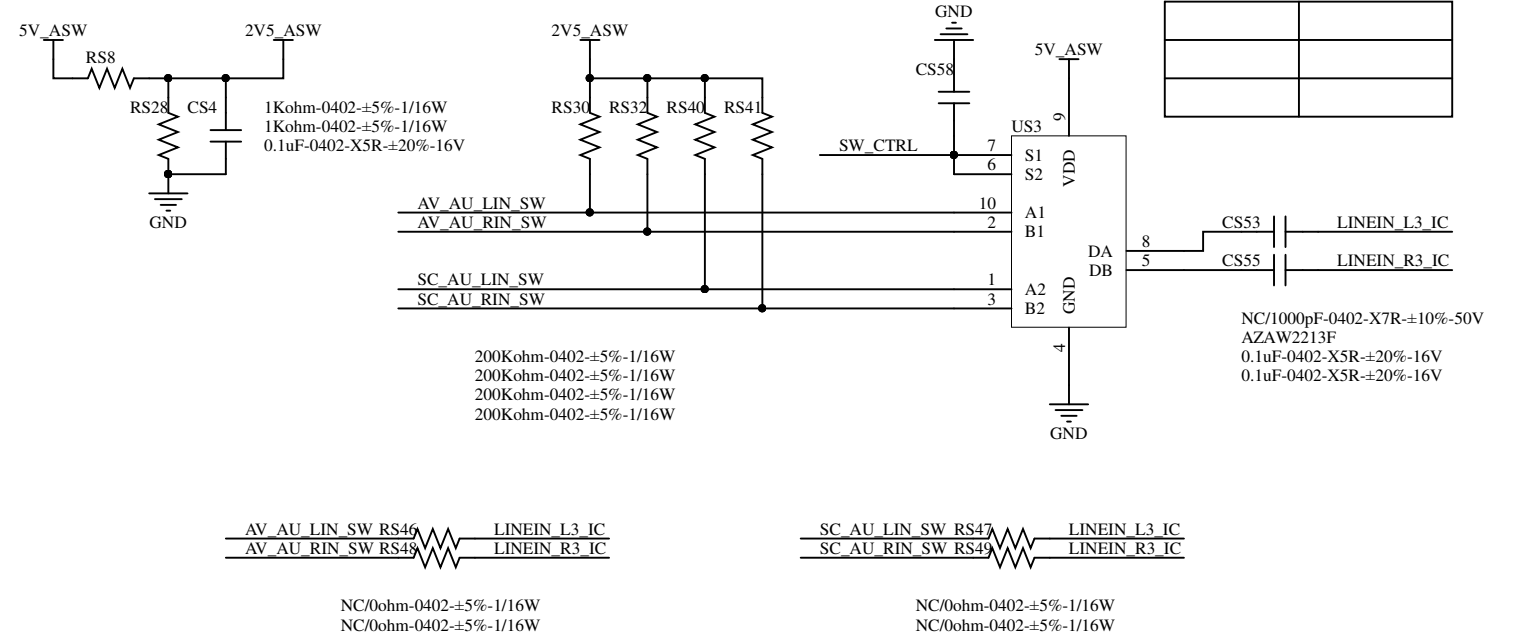 5V_ASW
2V5_ASW
RS8
RS28
CS4
1Kohm-0402-±5%-1/16W
1Kohm-0402-±5%-1/16W
0.1uF-0402-X5R-±20%-16V
GND
2V5_ASW
RS30
RS32
RS40
RS41
GND
CS58
5V_ASW
9
US3
SW_CTRL
7
S1
6
S2
VDD
AV_AU_LIN_SW
10
A1
AV_AU_RIN_SW
2
B1
SC_AU_LIN_SW
1
A2
SC_AU_RIN_SW
3
B2
GND
4
GND
DA
8
DB
5
CS53
LINEIN_L3_IC
CS55
LINEIN_R3_IC
NC/1000pF-0402-X7R-±10%-50V
AZAW2213F
0.1uF-0402-X5R-±20%-16V
0.1uF-0402-X5R-±20%-16V
200Kohm-0402-±5%-1/16W
200Kohm-0402-±5%-1/16W
200Kohm-0402-±5%-1/16W
200Kohm-0402-±5%-1/16W
AV_AU_LIN_SW RS46 LINEIN_L3_IC
AV_AU_RIN_SW RS48 LINEIN_R3_IC
NC/0ohm-0402-±5%-1/16W
NC/0ohm-0402-±5%-1/16W
SC_AU_LIN_SW RS47 LINEIN_L3_IC
SC_AU_RIN_SW RS49 LINEIN_R3_IC
NC/0ohm-0402-±5%-1/16W
NC/0ohm-0402-±5%-1/16W